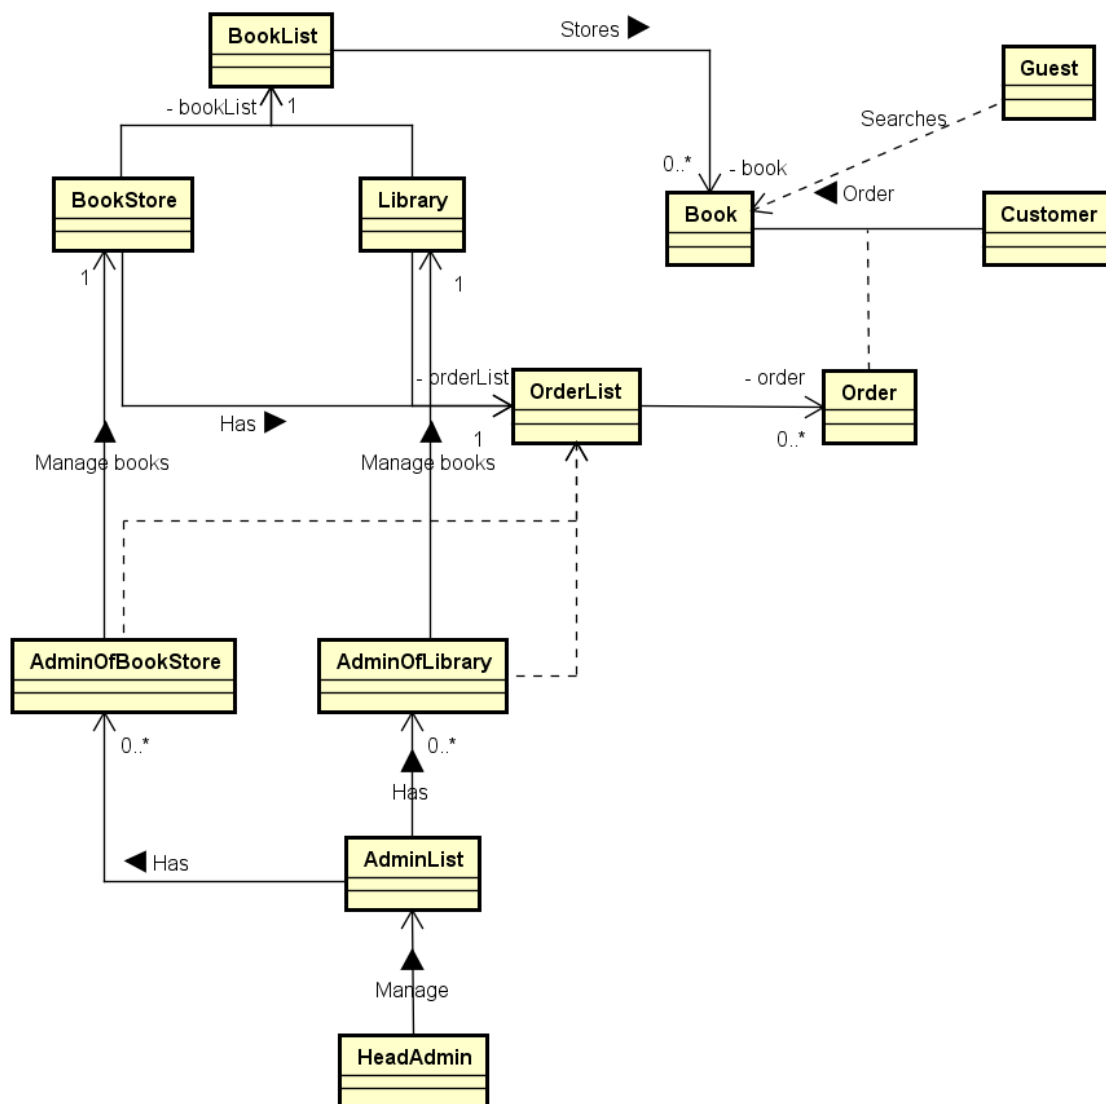 BookList
Stores
Guest
- bookList
1
Searches
0..*
- book
BookStore
Library
Order
Book
Customer
1
1
- orderList
- order
OrderList
Order
Has
1
0..*
Manage books
Manage books
AdminOfBookStore
AdminOfLibrary
0..*
0..*
Has
AdminList
Has
Manage
HeadAdmin